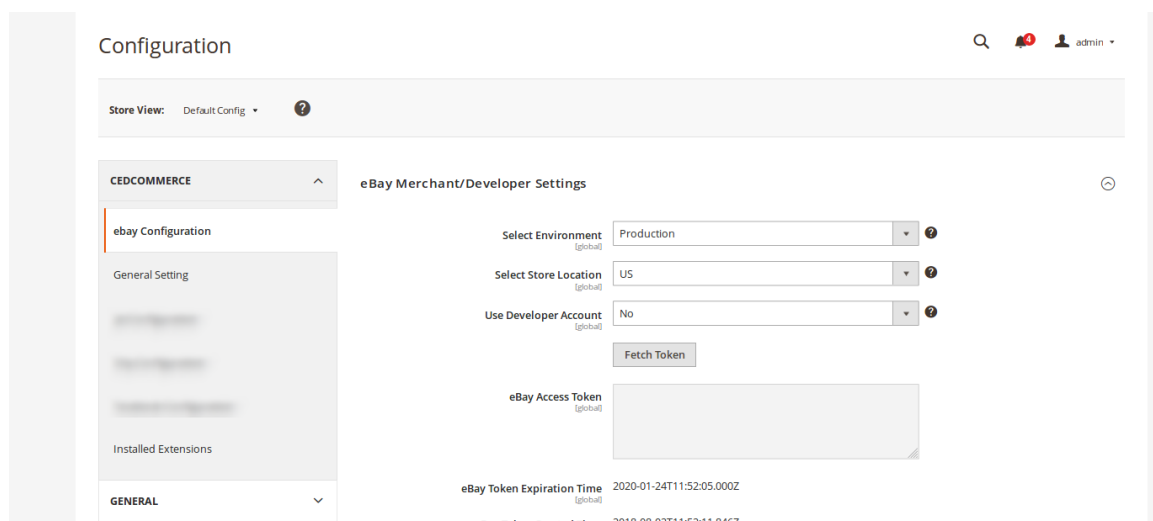 Configuration
4
admin
Store View: Default Config
?
CEDCOMMERCE
eBay Merchant/Developer Settings
ebay Configuration
Select Environment
[global]
Production
?
General Setting
Select Store Location
[global]
US
?
Use Developer Account
[global]
No
?
Fetch Token
eBay Access Token
[global]
Installed Extensions
eBay Token Expiration Time
[global]
2020-01-24T11:52:05.000Z
GENERAL